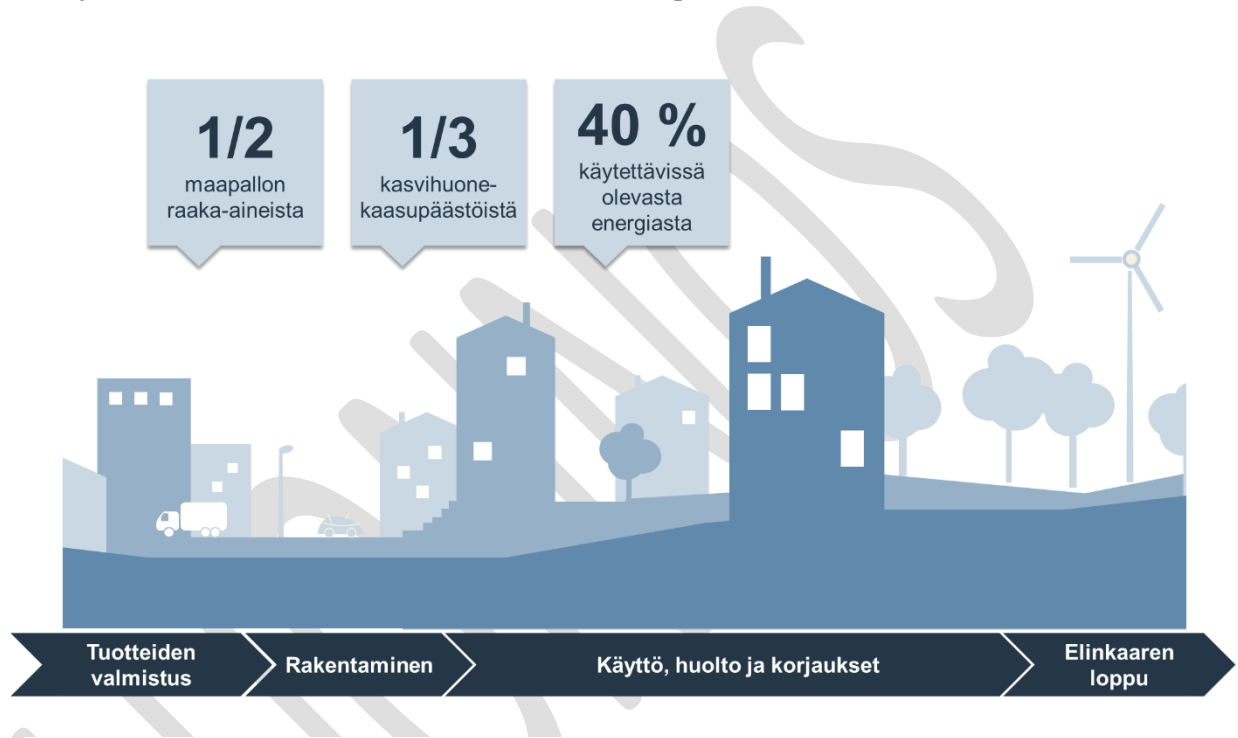 1/2
maapallon
raaka-aineista
1/3
kasvihuone-
kaasupäästöistä
40 %
käytettävissä
olevasta
energiasta
Tuotteiden
valmistus
Rakentaminen
Käyttö, huolto ja korjaukset
Elinkaaren
loppu